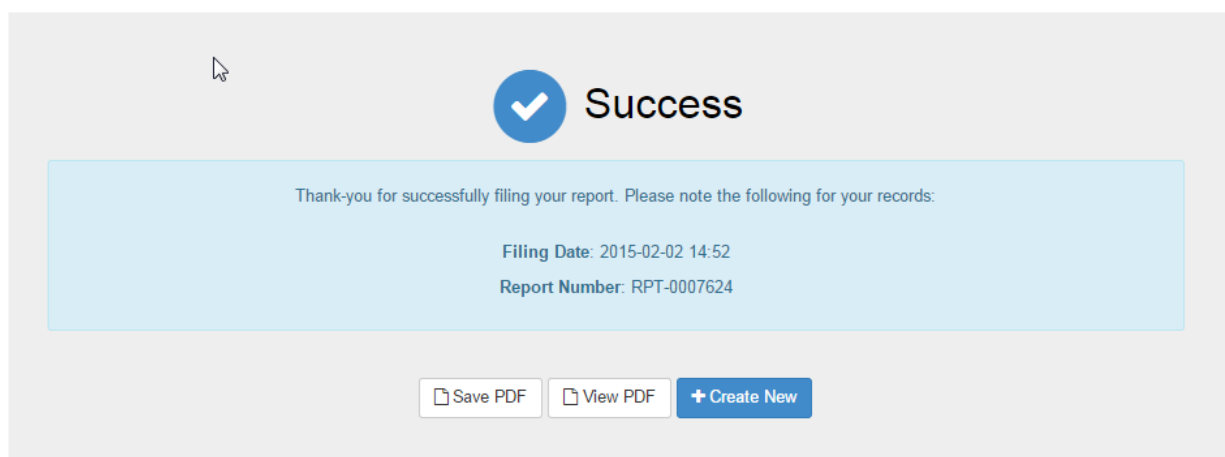 Success
Thank-you for successfully filing your report. Please note the following for your records:
Filing Date: 2015-02-02 14:52
Report Number: RPT-0007624
Save PDF View PDF Create New